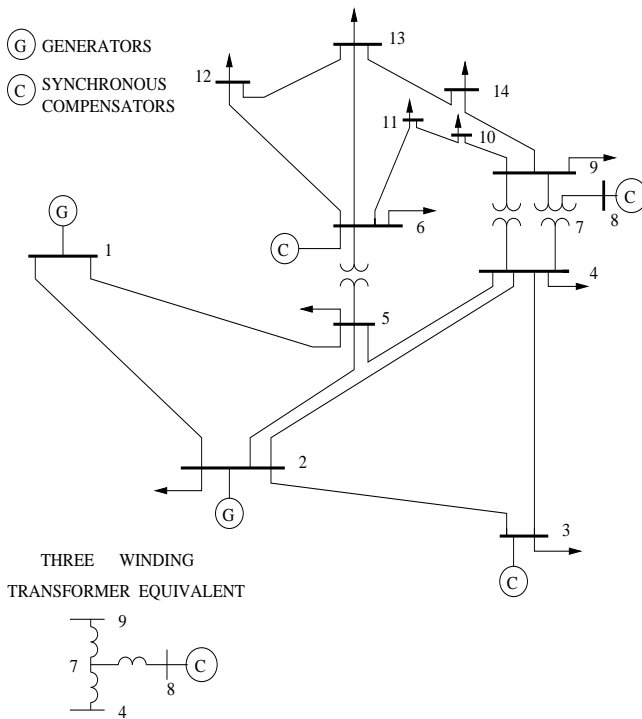 G GENERATORS
C SYNCHRONOUS
COMPENSATORS
13
12
14
11
10
9
G
C
8
6
7
1
C
4
5
2
G
3
C
THREE WINDING
TRANSFORMER EQUIVALENT
9
7
C
8
4